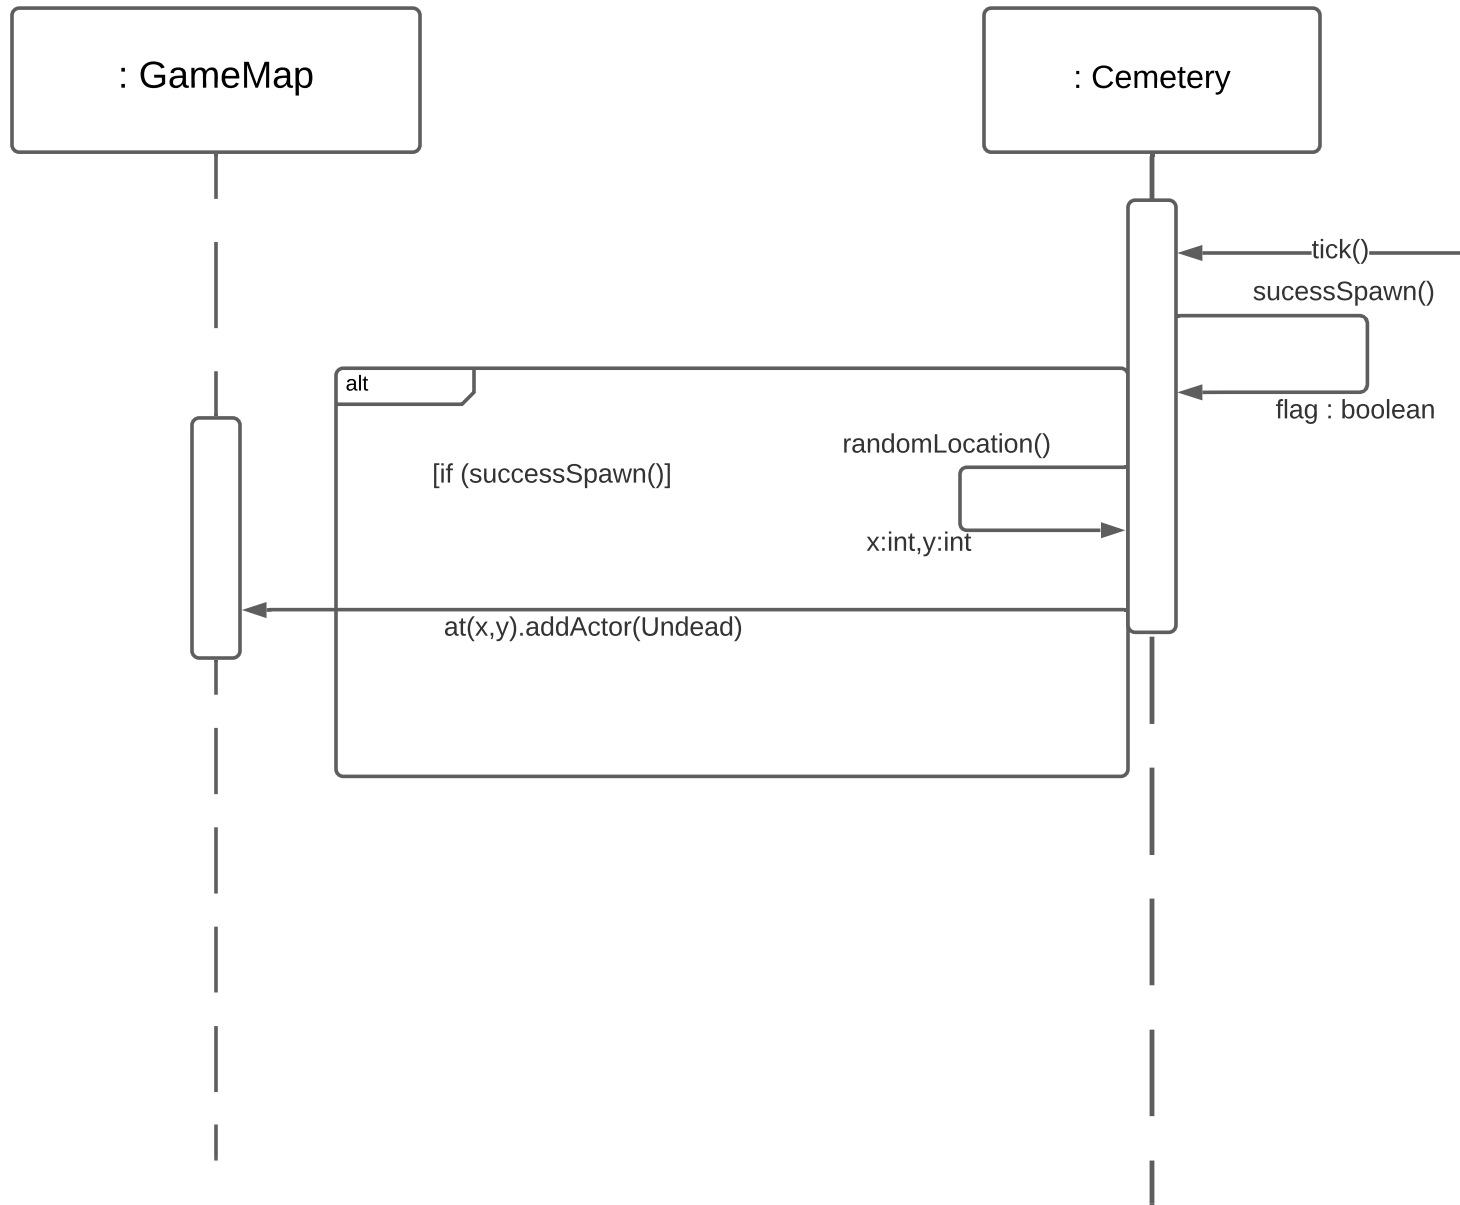 : GameMap
: Cemetery
tick()
sucessSpawn()
alt
flag : boolean
randomLocation()
[if (successSpawn()]
x:int,y:int
at(x,y).addActor(Undead)